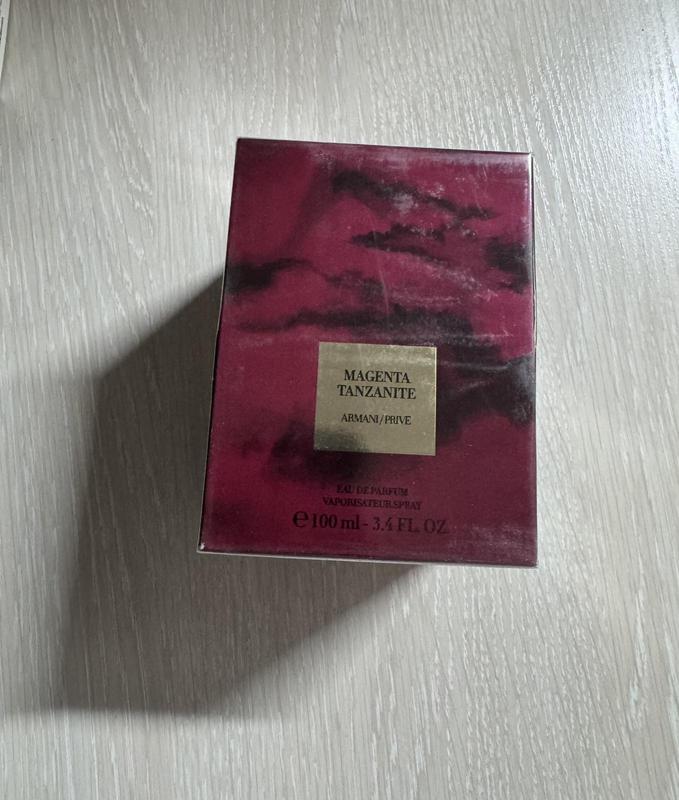 MAGENTA
TANZANITE
ARMANI/PRIVE
EAU DE PARFUM
VAPORISATEUR SPRAY
℮ 100 ml - 3.4 FL. OZ